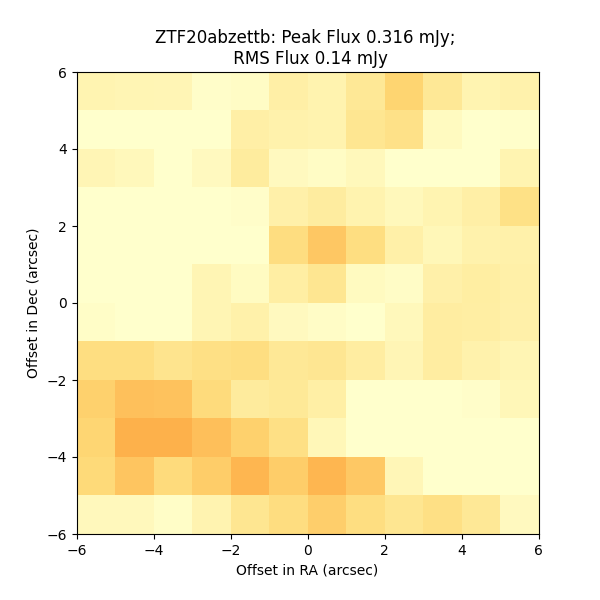 ZTF20abzettb: Peak Flux 0.316 mJy;
RMS Flux 0.14 mJy
6
4
2
0
−2
−4
−6
Offset in Dec (arcsec)
−6 −4 −2 0 2 4 6
Offset in RA (arcsec)